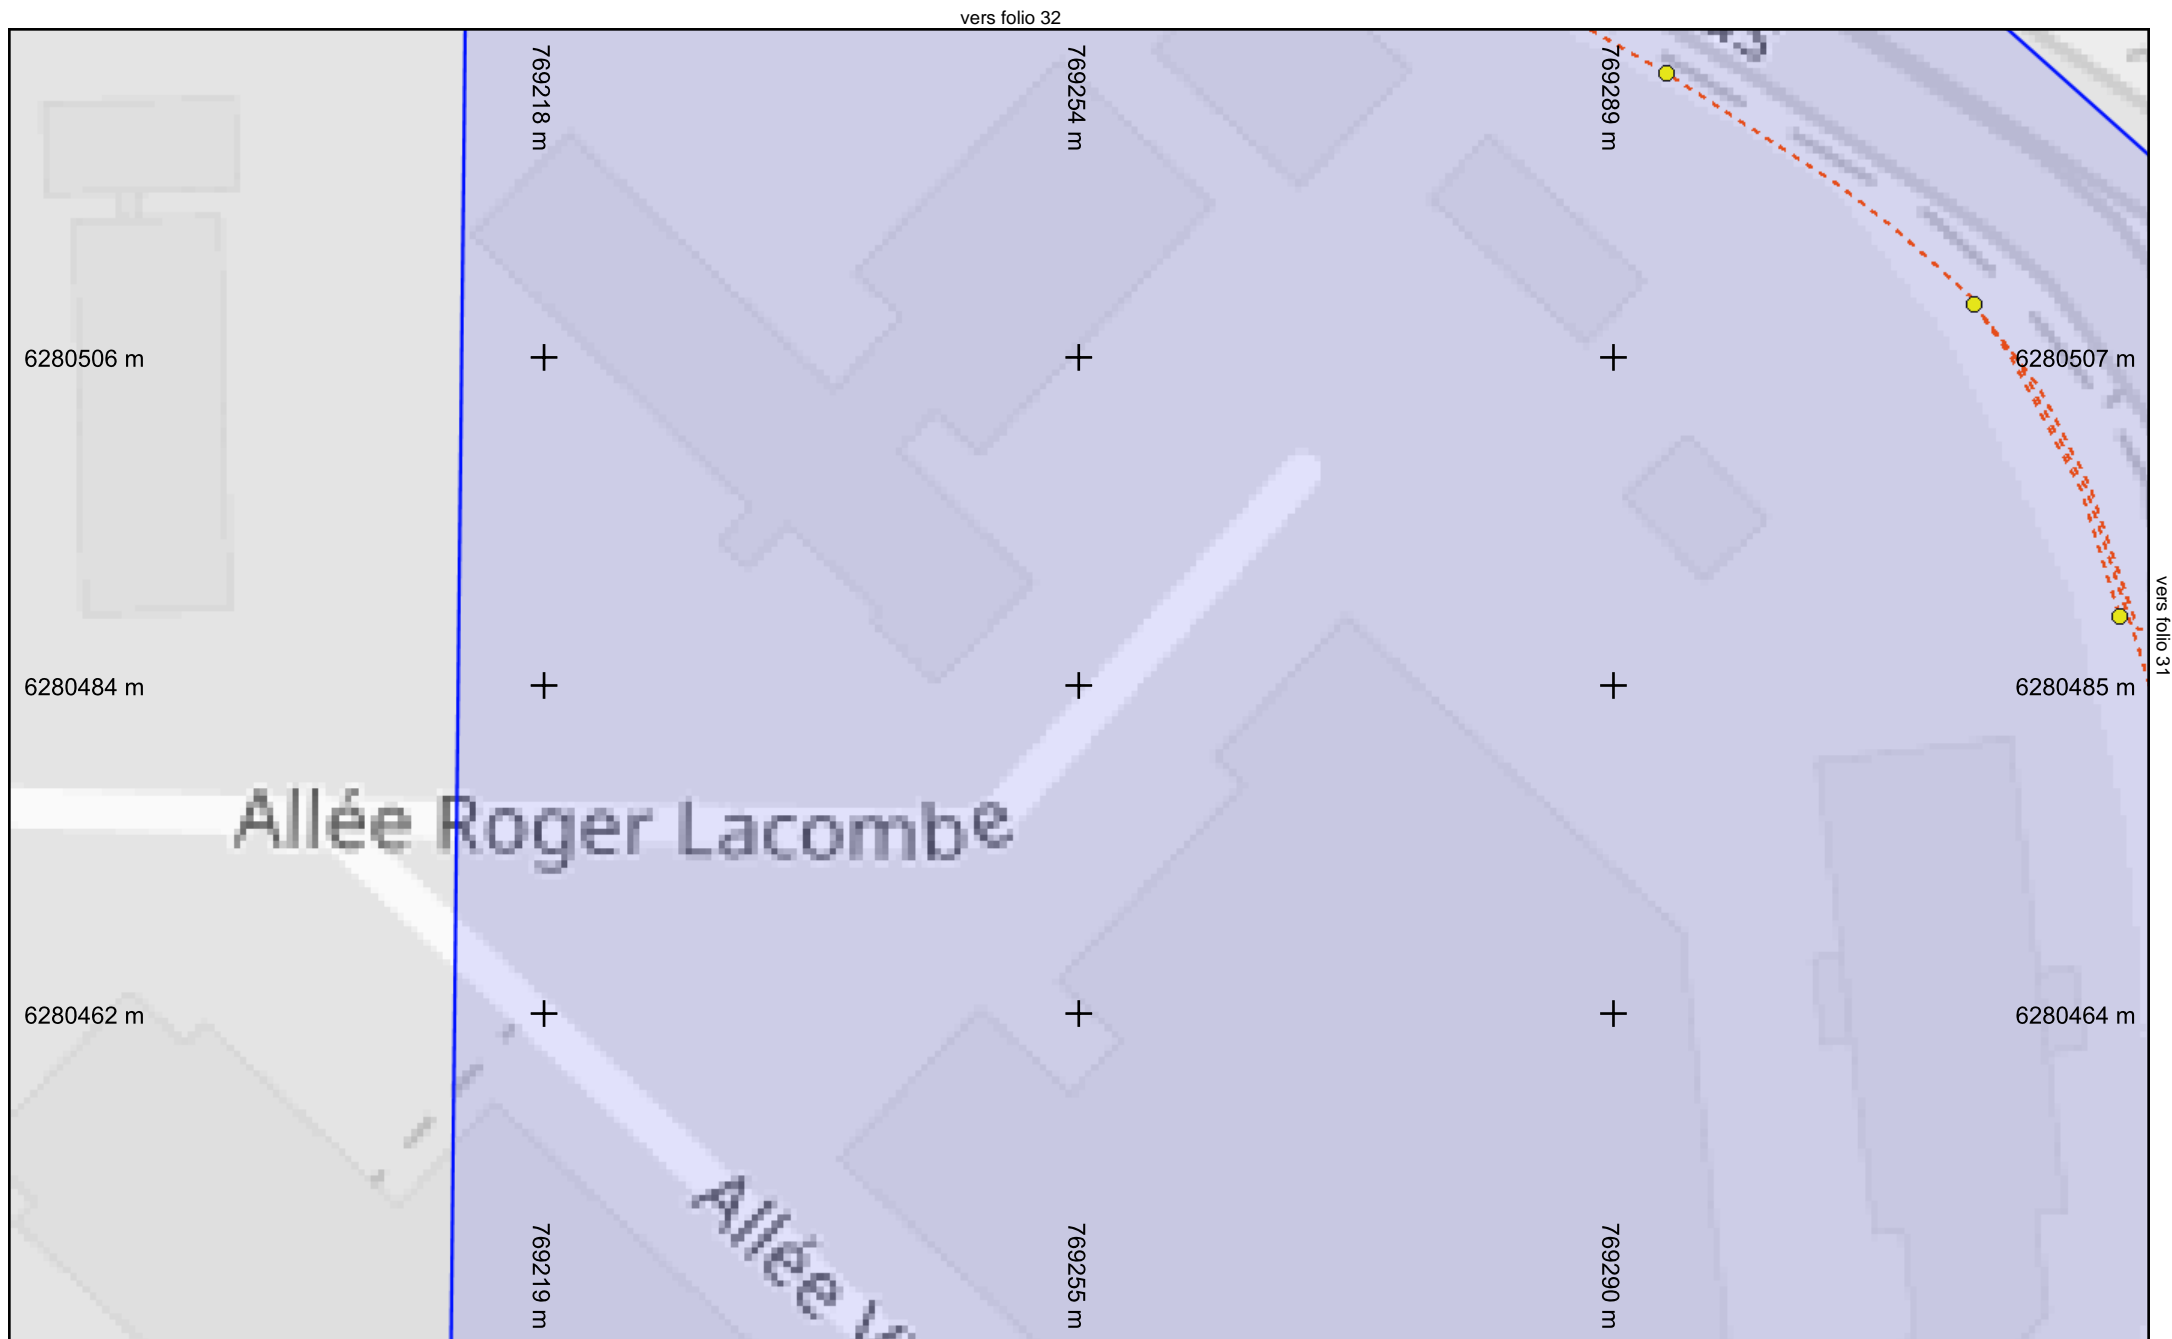 vers folio 32
769218 m
769254 m
769289 m
6280506 m
6280507 m
vers folio 31
6280484 m
6280485 m
Allée Roger Lacombe
6280462 m
6280464 m
Allée
769219 m
769255 m
769290 m